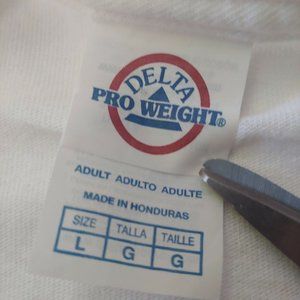 DELTA
PRO WEIGHT®
ADULT ADULTO ADULTE
MADE IN HONDURAS
SIZE TALLA TAILLE
L G G